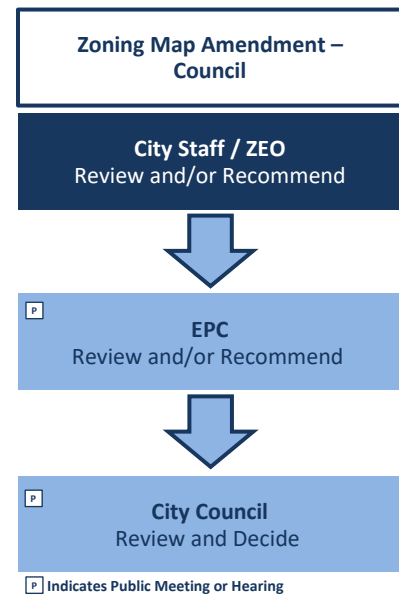 Zoning Map Amendment –
Council
City Staff / ZEO
Review and/or Recommend
P
EPC
Review and/or Recommend
P
City Council
Review and Decide
P Indicates Public Meeting or Hearing